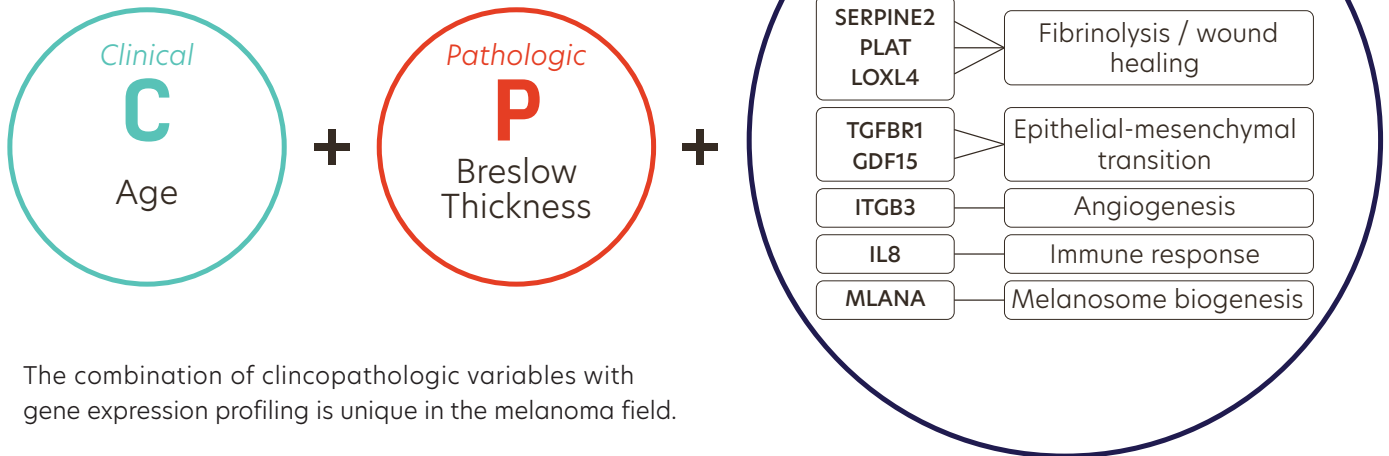 Clinical
C
Age
+
Pathologic
P
Breslow
Thickness
+
SERPINE2
PLAT
LOXL4
Fibrinolysis / wound
healing
TGFBR1
GDF15
Epithelial-mesenchymal
transition
ITGB3
Angiogenesis
IL8
Immune response
MLANA
Melanosome biogenesis
The combination of clincopathologic variables with
gene expression profiling is unique in the melanoma field.